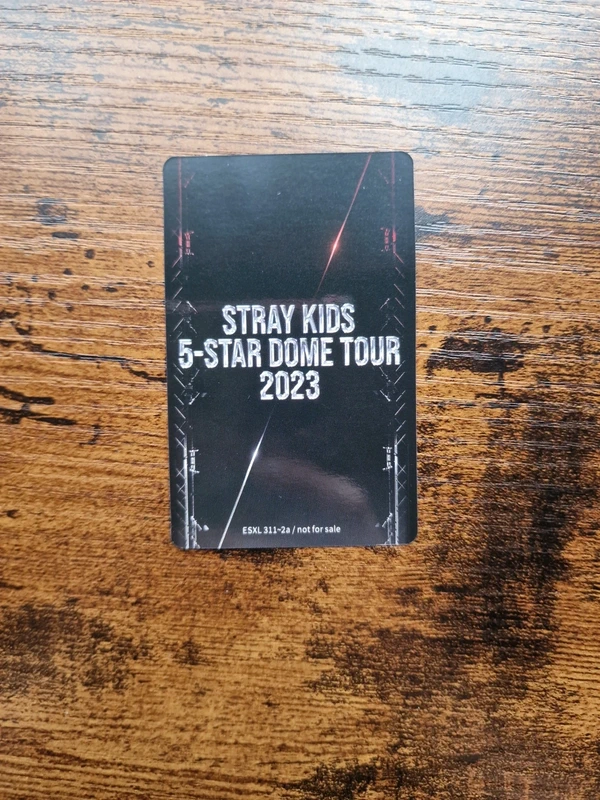 STRAY KIDS
5-STAR DOME TOUR
2023
ESXL 311~2a / not for sale